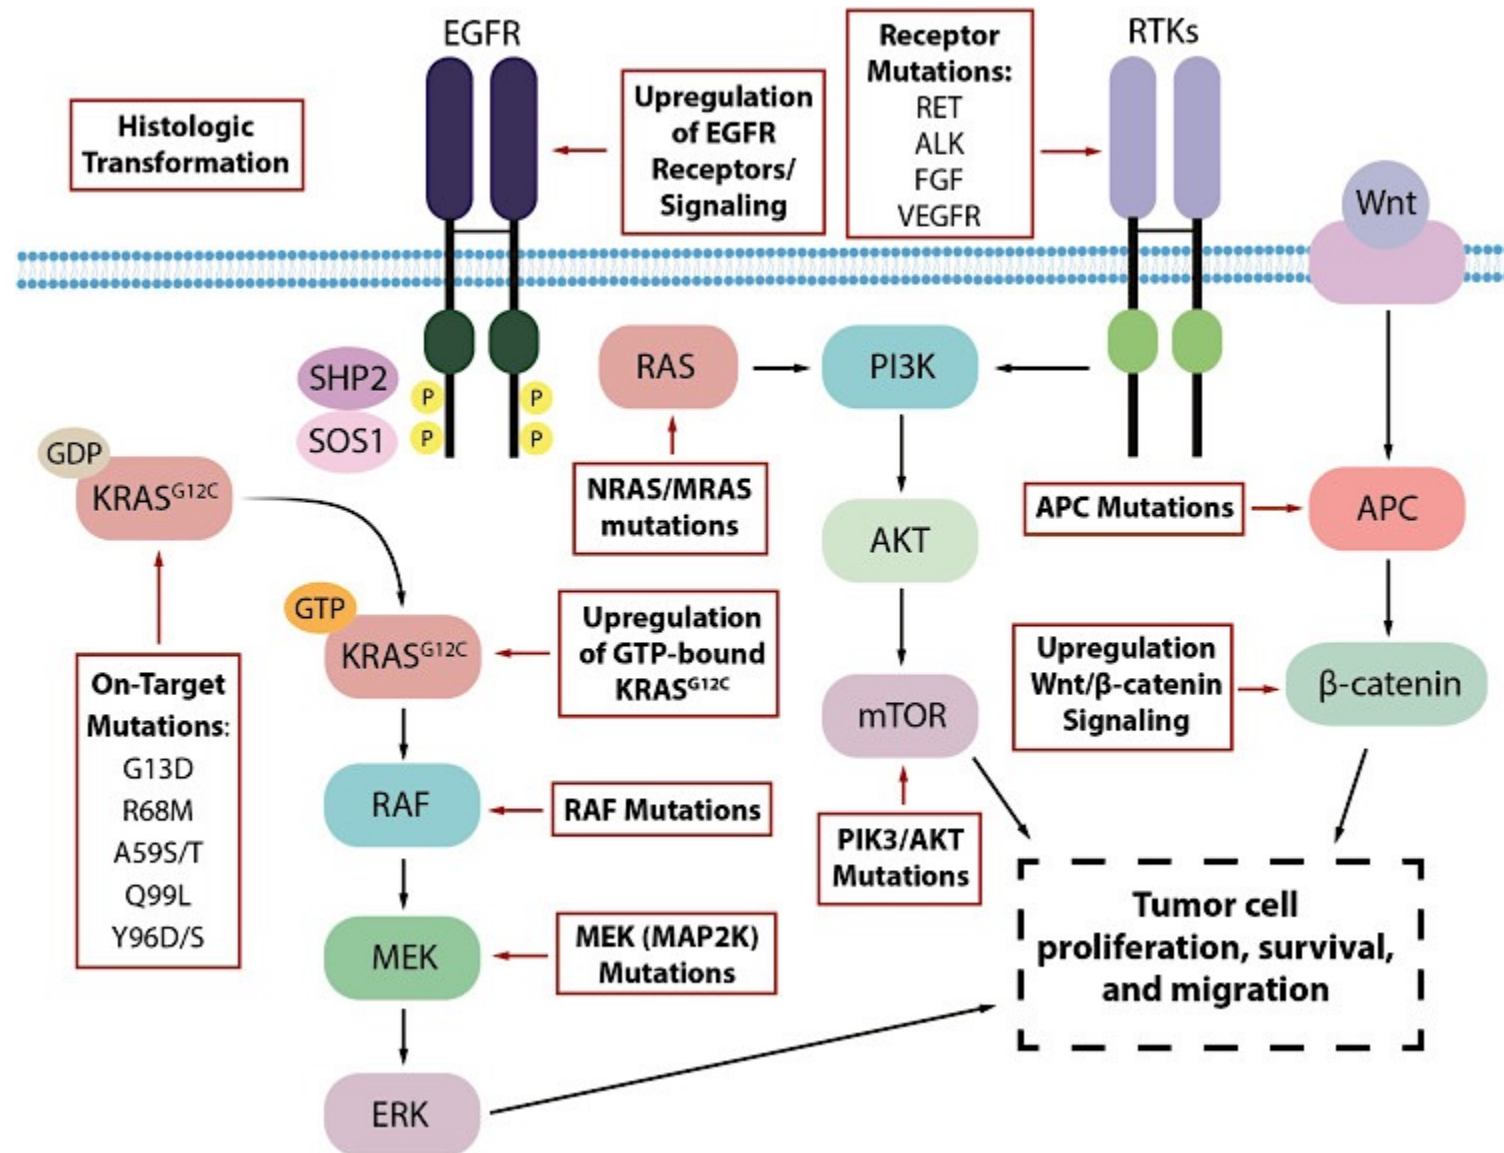 EGFR
RTKs
Receptor
Mutations:
RET
ALK
FGF
VEGFR
Upregulation
of EGFR
Receptors/
Signaling
Histologic
Transformation
Wnt
SHP2
SOS1
P
P
P
P
RAS
PI3K
GDP
KRASG12C
NRAS/MRAS
mutations
AKT
APC Mutations
APC
GTP
KRASG12C
Upregulation
of GTP-bound
KRASG12C
On-Target
Mutations:
G13D
R68M
A59S/T
Q99L
Y96D/S
mTOR
Upregulation
Wnt/β-catenin
Signaling
β-catenin
RAF
RAF Mutations
PIK3/AKT
Mutations
MEK
MEK (MAP2K)
Mutations
Tumor cell
proliferation, survival,
and migration
ERK